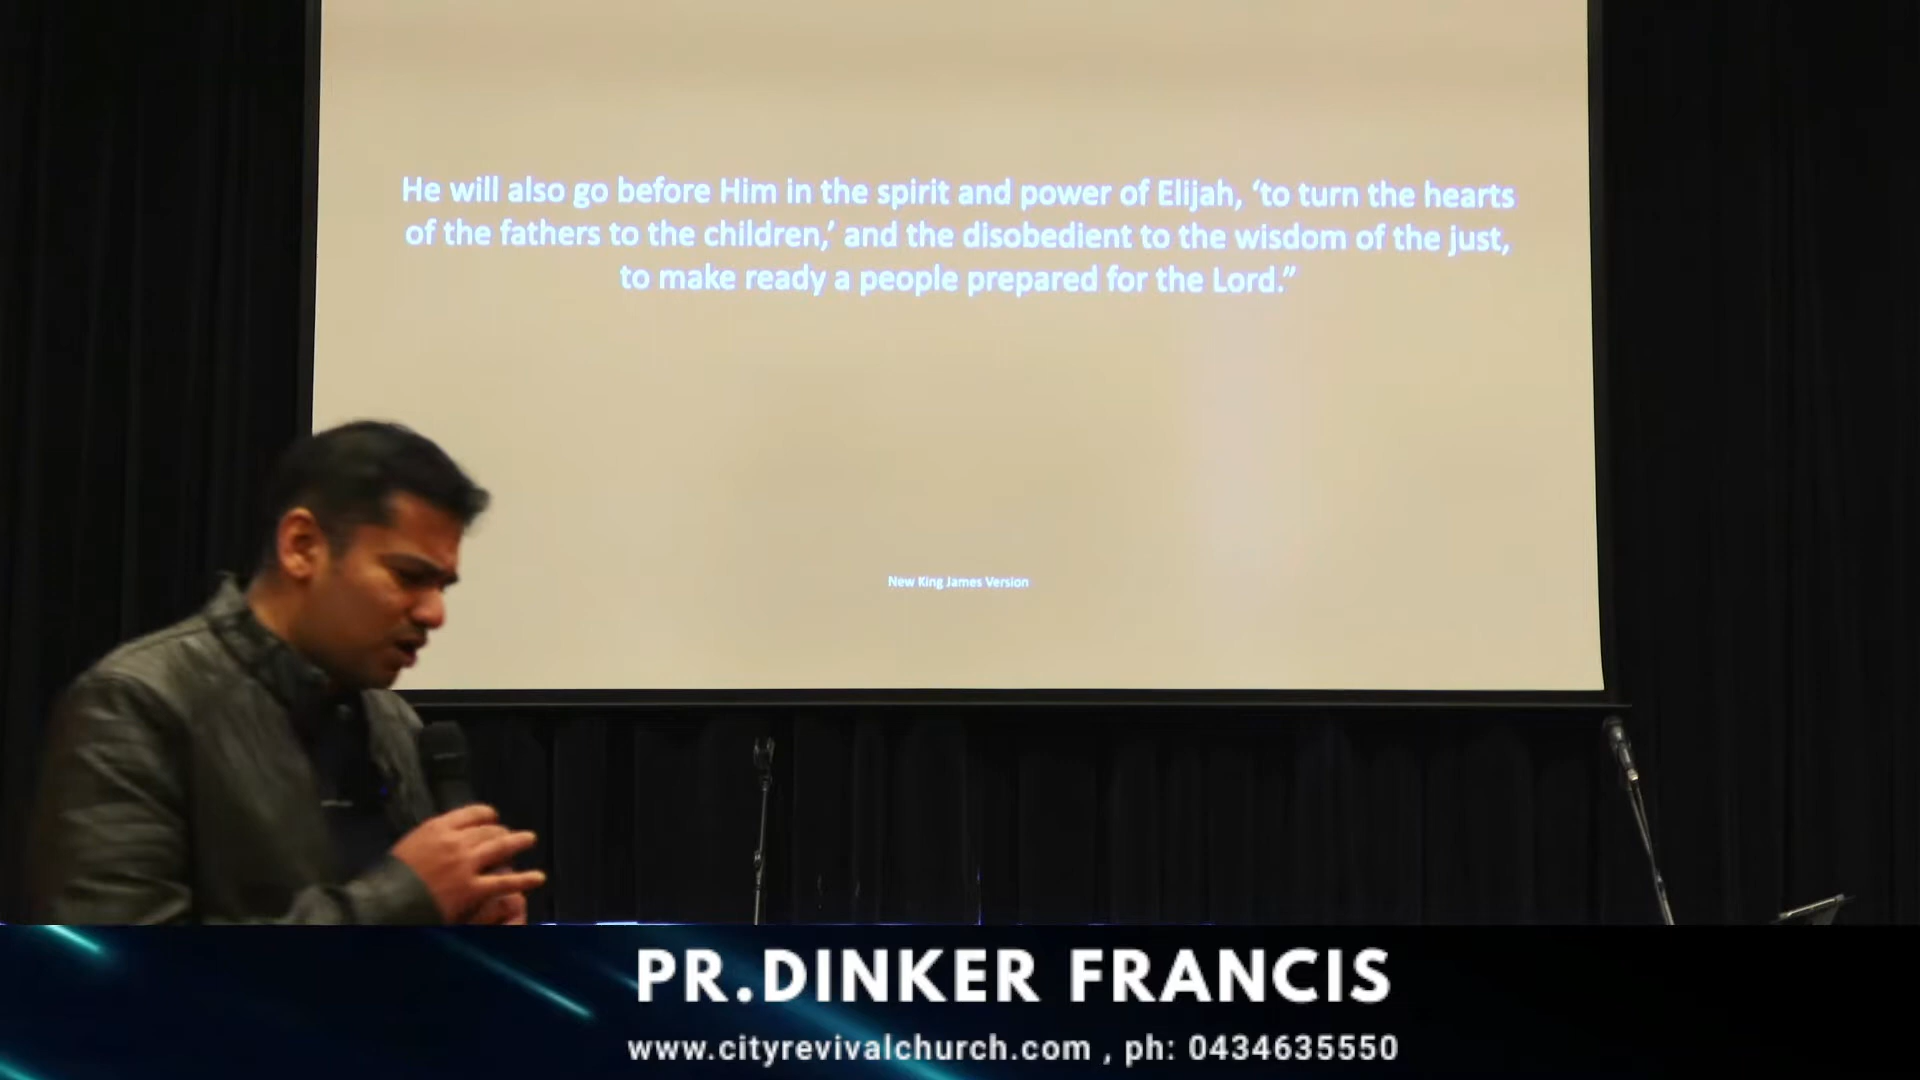 He will also go before Him in the spirit and power of Elijah, ‘to turn the hearts
of the fathers to the children,’ and the disobedient to the wisdom of the just,
to make ready a people prepared for the Lord.”
New King James Version
PR.DINKER FRANCIS
www.cityrevivalchurch.com , ph: 0434635550